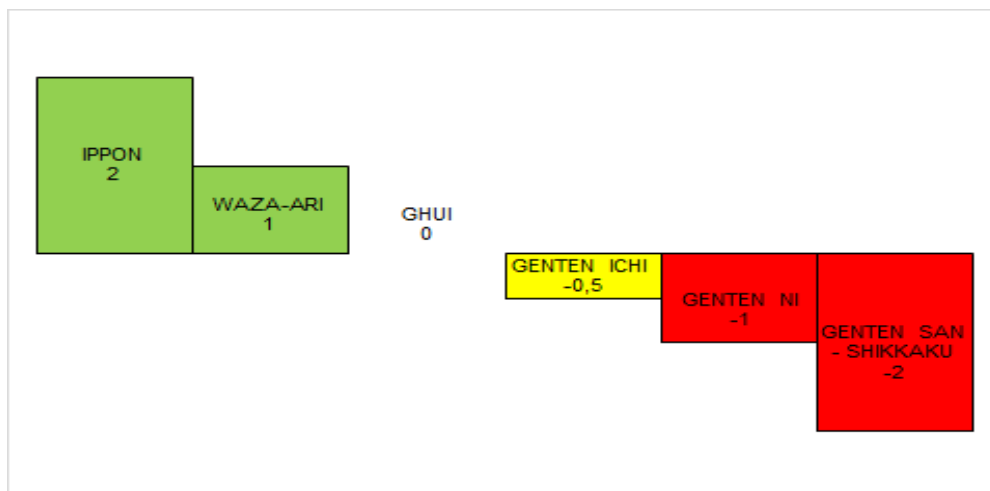 IPPON
2
WAZA-ARI
1
GHUI
0
GENTEN ICHI
-0,5
GENTEN NI
-1
GENTEN SAN
- SHIKKAKU
-2